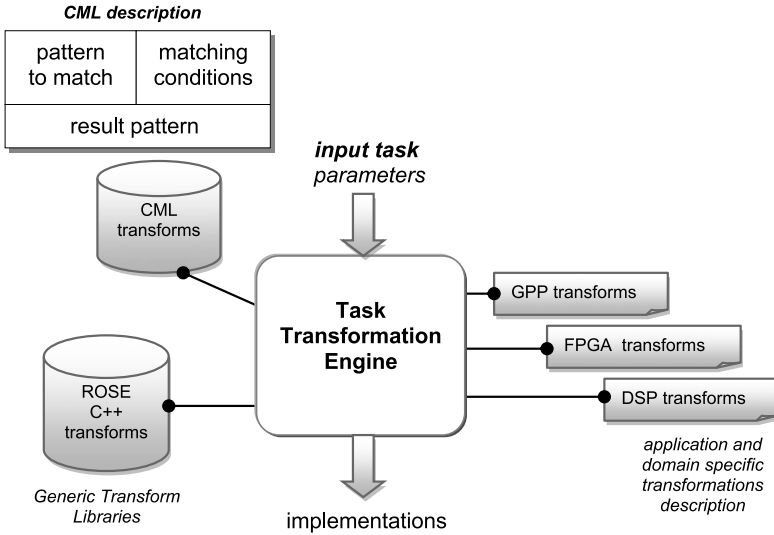 CML description
pattern
to match
matching
conditions
result pattern
input task
parameters
CML
transforms
Task
Transformation
Engine
GPP transforms
FPGA transforms
DSP transforms
ROSE
C++
transforms
Generic Transform
Libraries
application and
domain specific
transformations
description
implementations